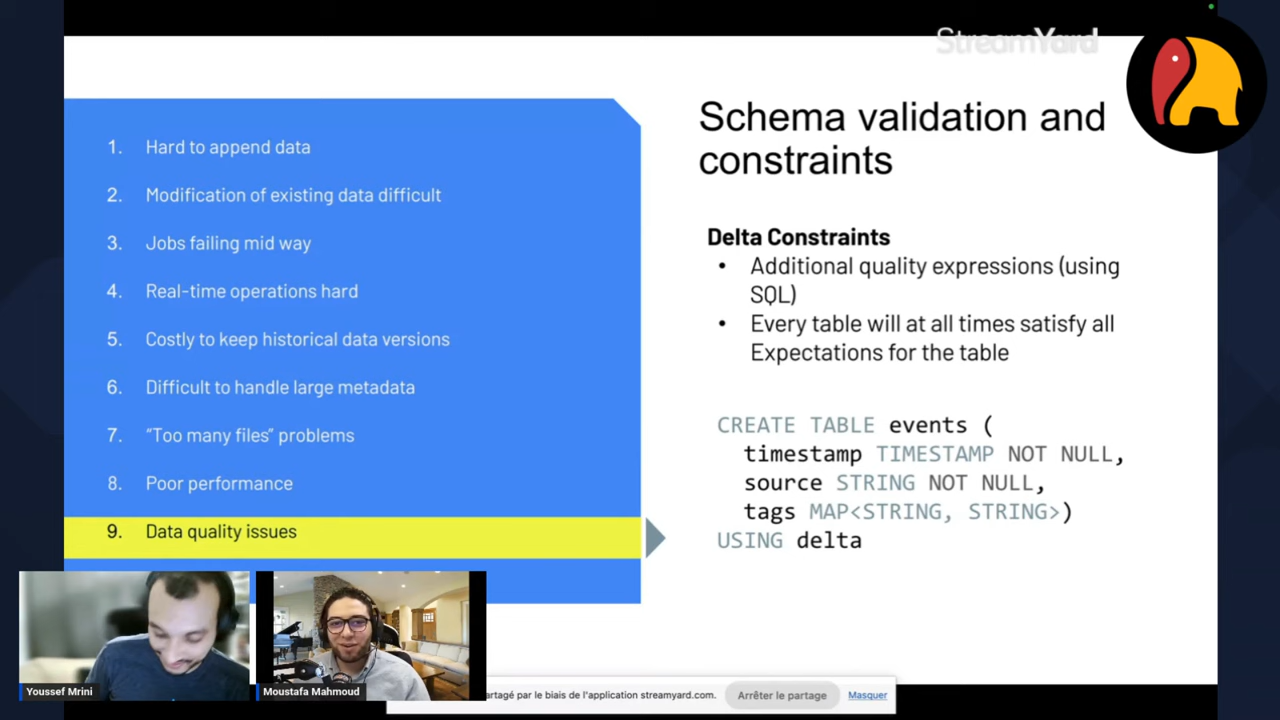 StreamYard
1. Hard to append data
2. Modification of existing data difficult
3. Jobs failing mid way
4. Real-time operations hard
5. Costly to keep historical data versions
6. Difficult to handle large metadata
7. “Too many files” problems
8. Poor performance
9. Data quality issues
Schema validation and
constraints
Delta Constraints
• Additional quality expressions (using
SQL)
• Every table will at all times satisfy all
Expectations for the table
CREATE TABLE events (
timestamp TIMESTAMP NOT NULL,
source STRING NOT NULL,
tags MAP<STRING, STRING>)
USING delta
Youssef Mrini
Moustafa Mahmoud
artagé par le biais de l'application streamyard.com.
Arrêter le partage
Masquer